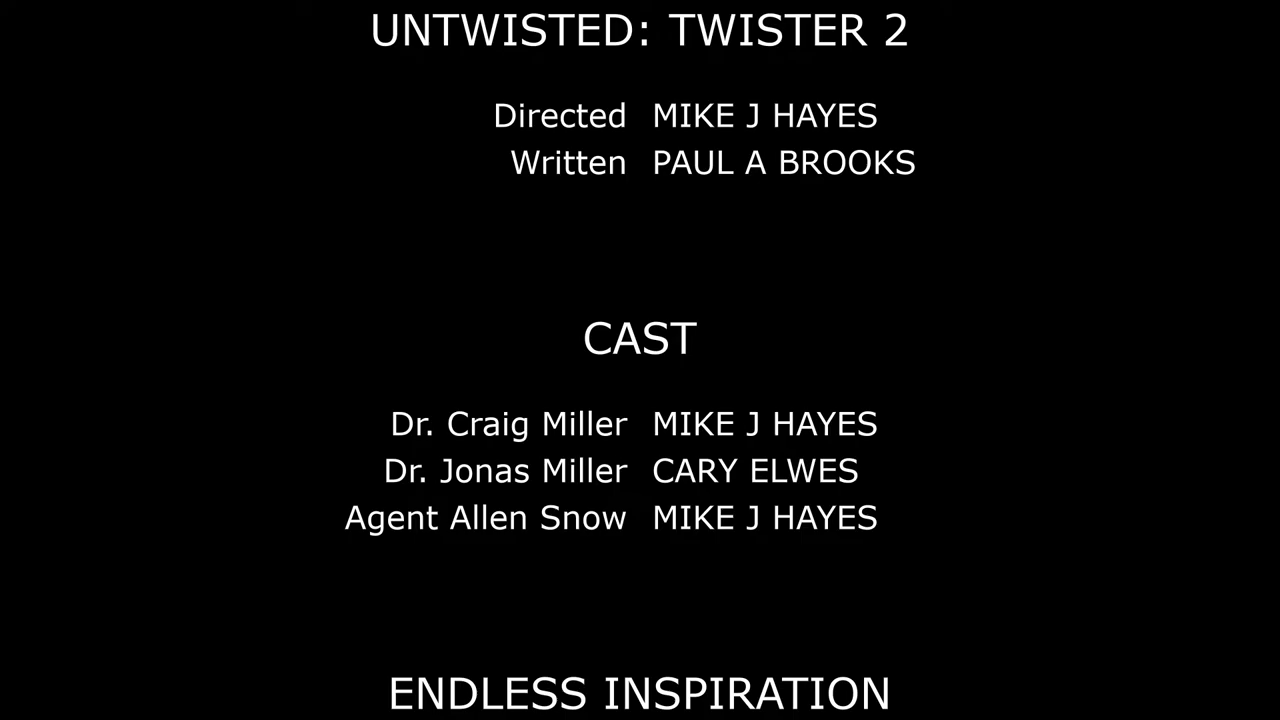 UNTWISTED: TWISTER 2
Directed MIKE J HAYES
Written PAUL A BROOKS
CAST
Dr. Craig Miller MIKE J HAYES
Dr. Jonas Miller CARY ELWES
Agent Allen Snow MIKE J HAYES
ENDLESS INSPIRATION